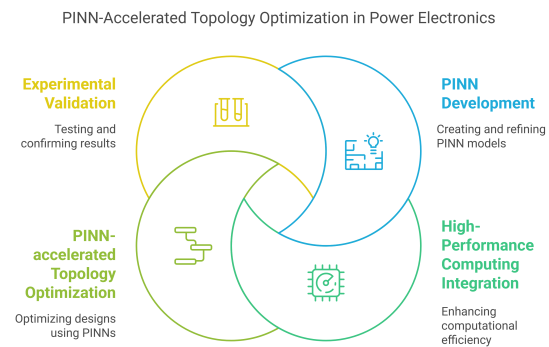 PINN-Accelerated Topology Optimization in Power Electronics
Experimental
Validation
Testing and
confirming results
PINN
Development
Creating and refining
PINN models
PINN-
accelerated
Topology
Optimization
Optimizing designs
using PINNs
High-
Performance
Computing
Integration
Enhancing
computational
efficiency